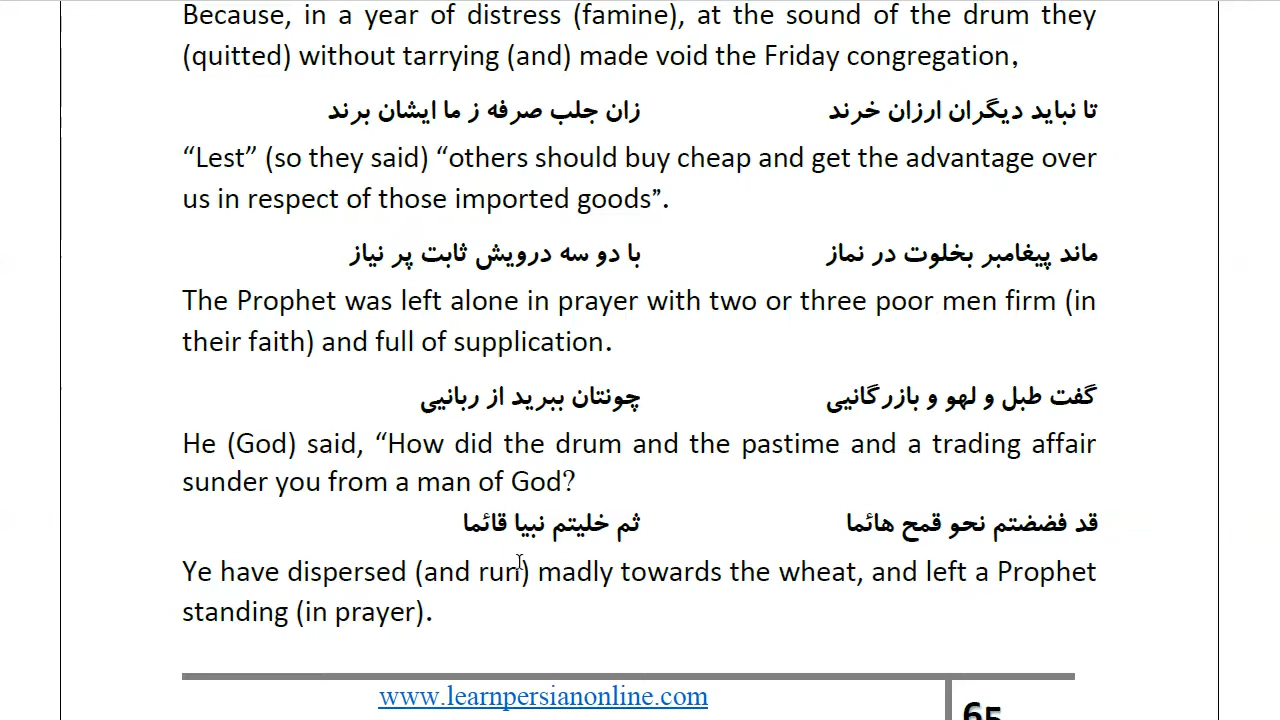 Because, in a year of distress (famine), at the sound of the drum they
(quitted) without tarrying (and) made void the Friday congregation,
تا نباید دیگران ارزان خرند زان جلب صرفه ز ما ایشان برند
“Lest” (so they said) “others should buy cheap and get the advantage over
us in respect of those imported goods”.
ماند پیغامبر بخلوت در نماز با دو سه درویش ثابت پر نیاز
The Prophet was left alone in prayer with two or three poor men firm (in
their faith) and full of supplication.
گفت طبل و لهو و بازرگانیی چونتان ببرید از ربانیی
He (God) said, “How did the drum and the pastime and a trading affair
sunder you from a man of God?
قد فضضتم نحو قمح هائما ثم خلیتم نبیا قائما
Ye have dispersed (and run) madly towards the wheat, and left a Prophet
standing (in prayer).
www.learnpersianonline.com 65